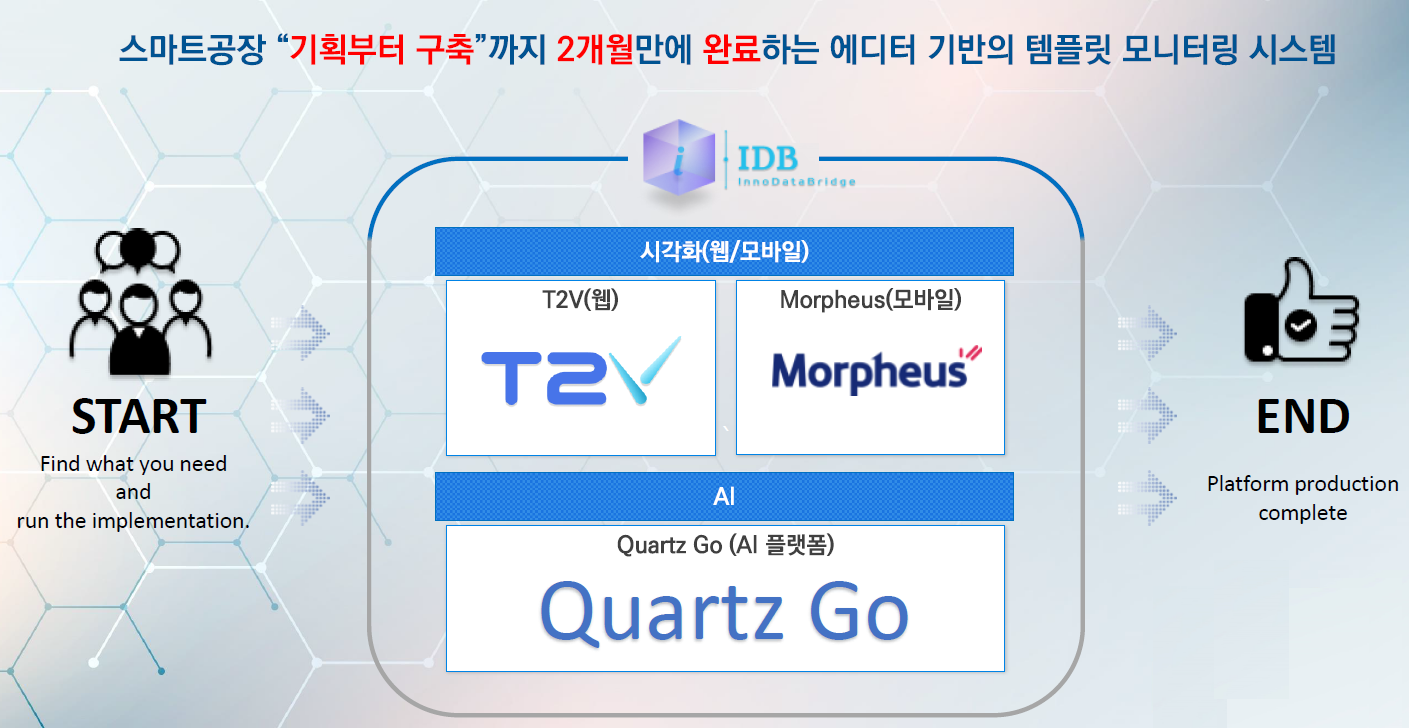 스마트공장 “기획부터 구축”까지 2개월만에 완료하는 에디터 기반의 템플릿 모니터링 시스템
i
IDB
InnoDataBridge
시각화(웹/모바일)
T2V(웹)
Morpheus(모바일)
T2V
Morpheus
START
Find what you need
and
run the implementation.
AI
Quartz Go (AI 플랫폼)
Quartz Go
END
Platform production
complete